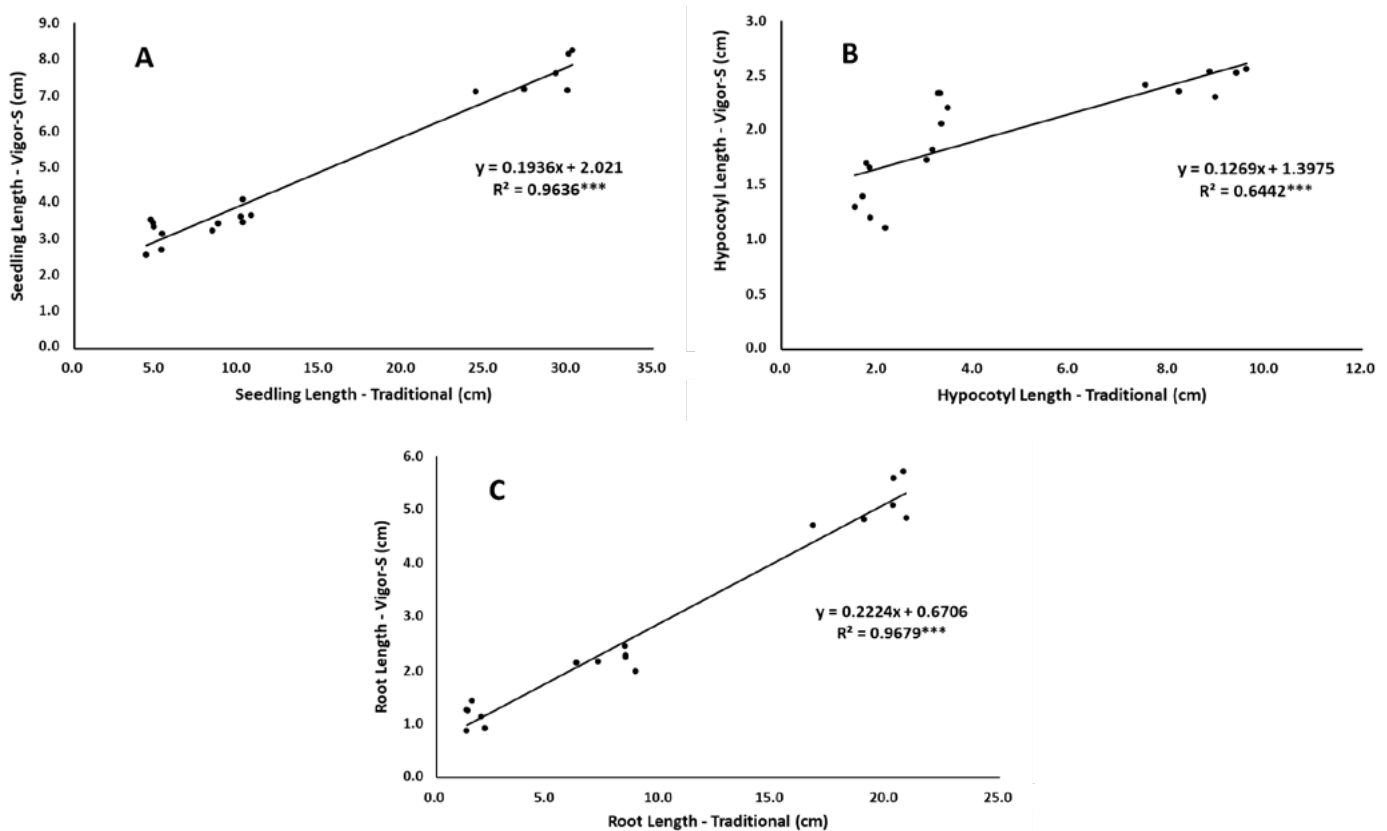 A
Seedling Length - Vigor-S (cm)
9.0
8.0
7.0
6.0
5.0
4.0
3.0
2.0
1.0
0.0
y = 0.1936x + 2.021
R² = 0.9636***
0.0 5.0 10.0 15.0 20.0 25.0 30.0 35.0
Seedling Length - Traditional (cm)
B
Hypocotyl Length - Vigor-S (cm)
3.0
2.5
2.0
1.5
1.0
0.5
0.0
y = 0.1269x + 1.3975
R² = 0.6442***
0.0 2.0 4.0 6.0 8.0 10.0 12.0
Hypocotyl Length - Traditional (cm)
C
Root Length - Vigor-S (cm)
6.0
5.0
4.0
3.0
2.0
1.0
0.0
y = 0.2224x + 0.6706
R² = 0.9679***
0.0 5.0 10.0 15.0 20.0 25.0
Root Length - Traditional (cm)